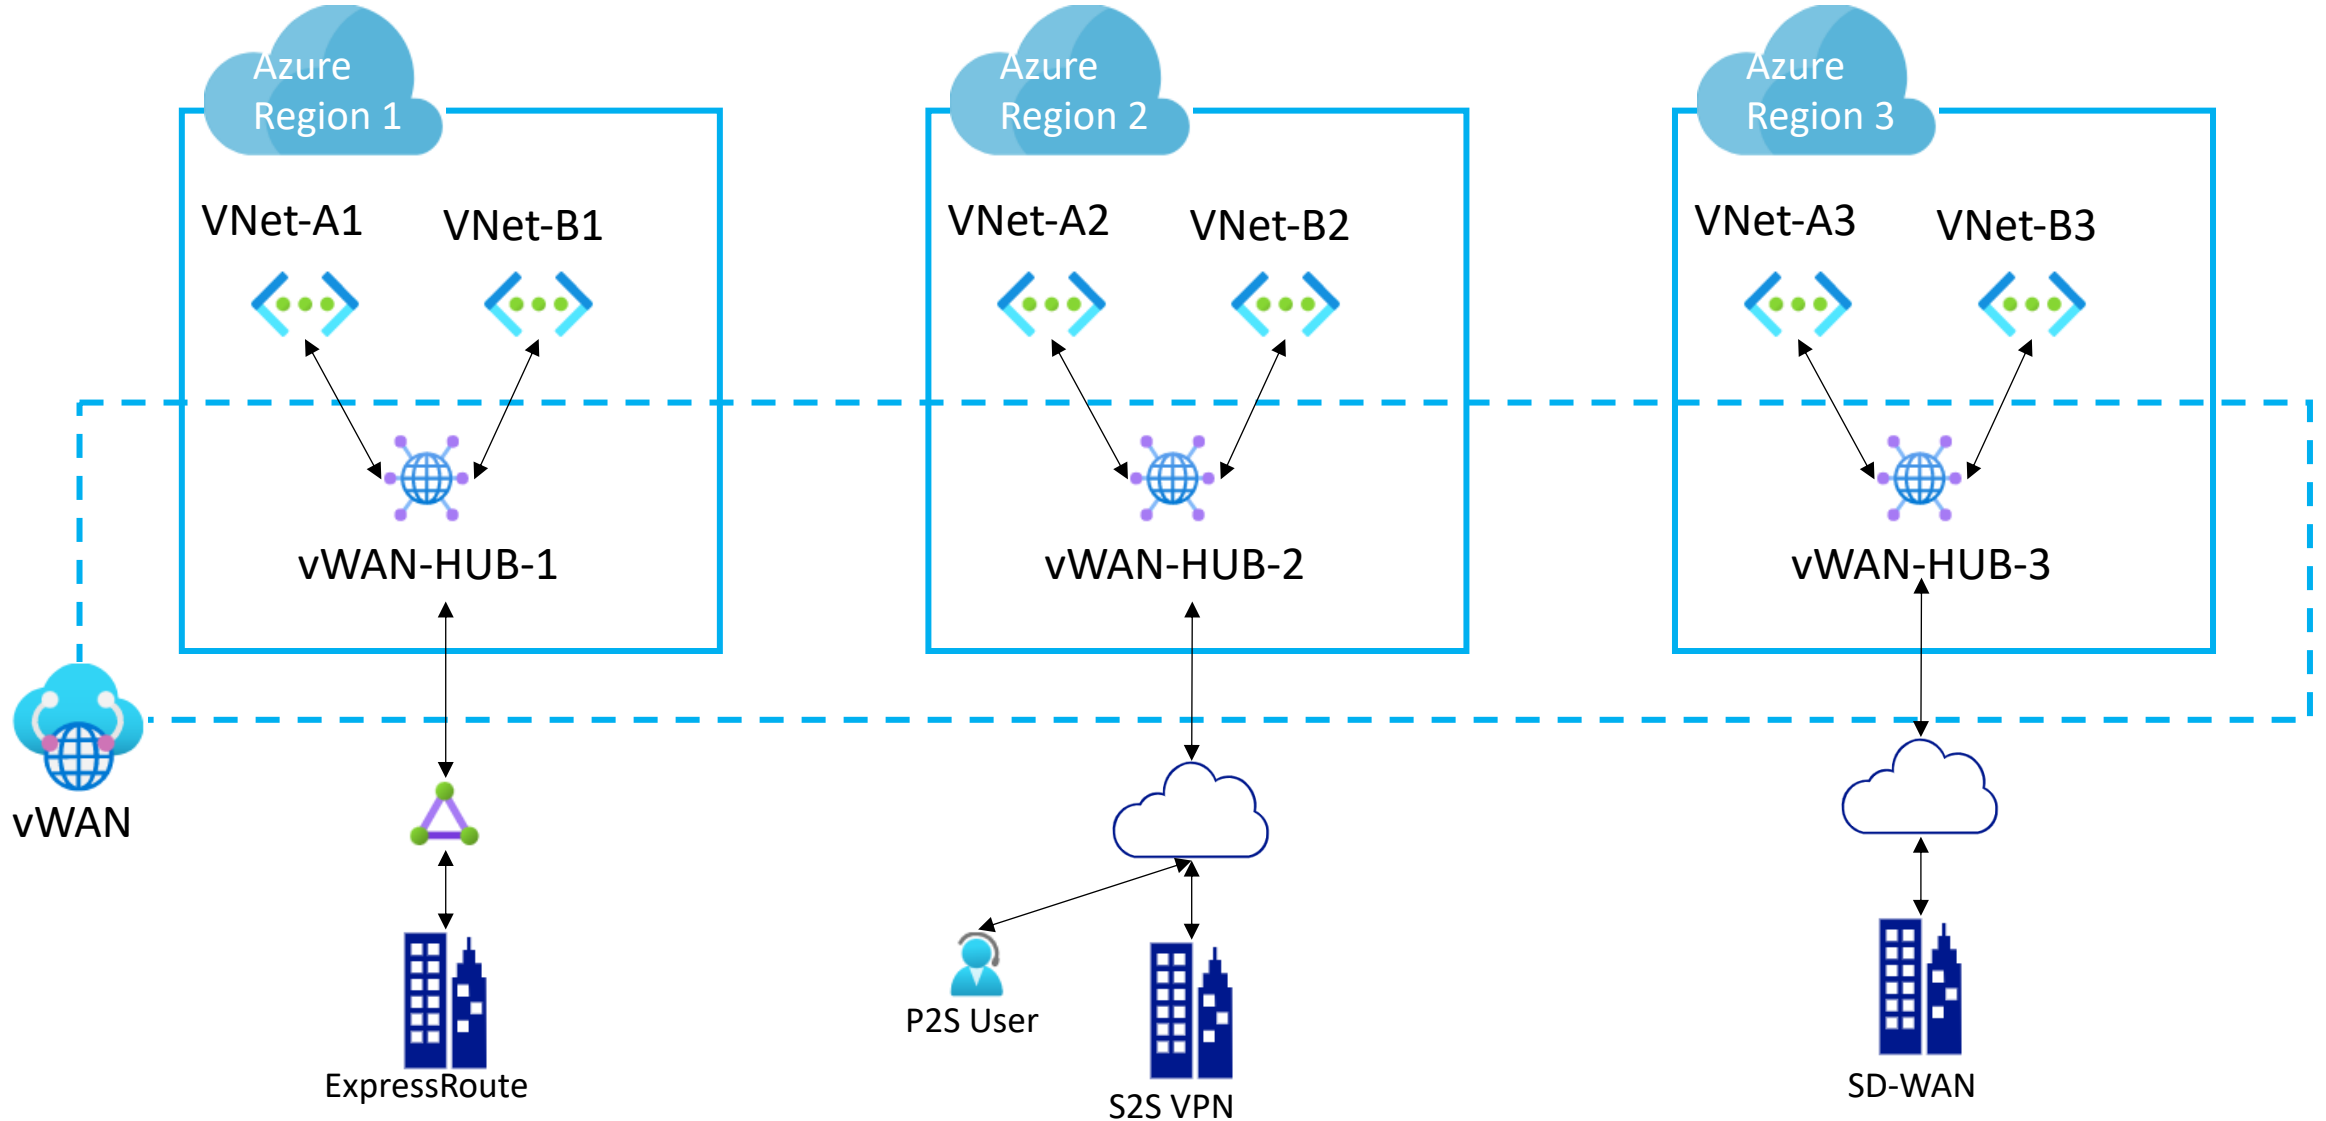 Azure
Region 1
Azure
Region 2
Azure
Region 3
VNet-A1
VNet-B1
VNet-A2
VNet-B2
VNet-A3
VNet-B3
vWAN-HUB-1
vWAN-HUB-2
vWAN-HUB-3
vWAN
P2S User
ExpressRoute
S2S VPN
SD-WAN